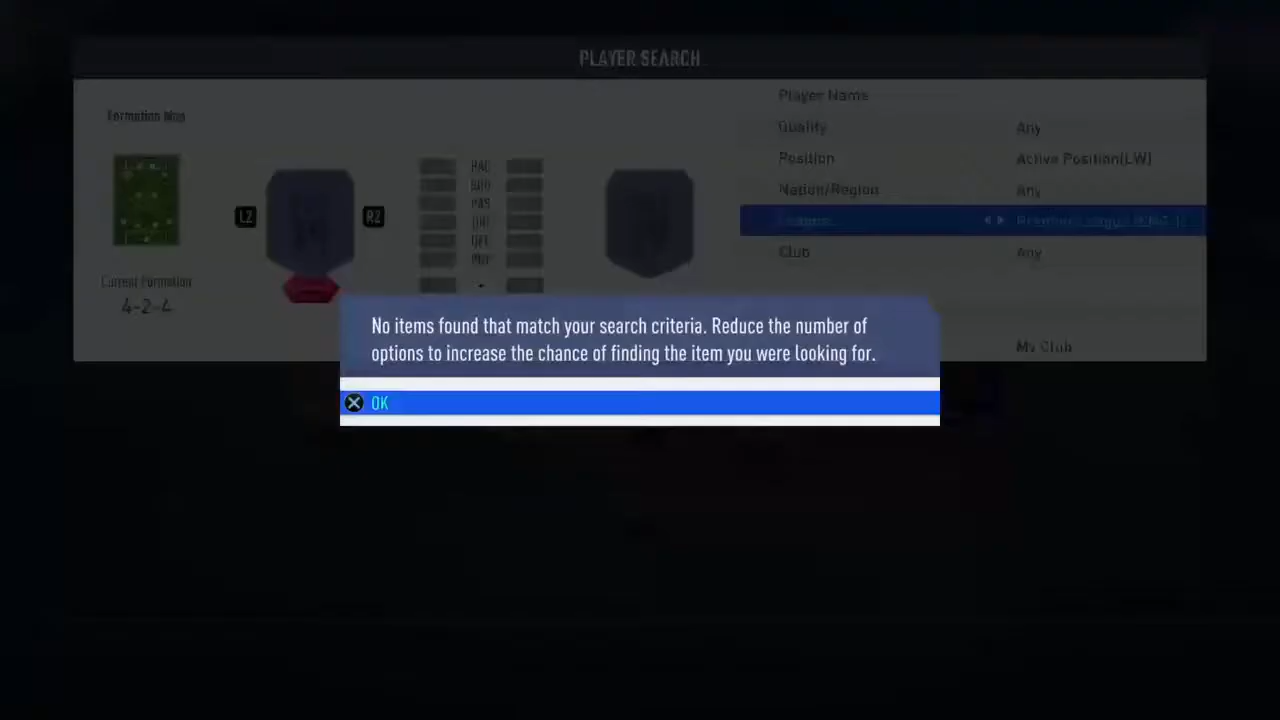 PLAYER SEARCH
Formation Map
Player Name
Quality Any
Position Active Position(LW)
Nation/Region Any
League Premier League
Club Any
L2
R2
PAC
SHO
PAS
DRI
DEF
PHY
Current Formation
4-2-4
My Club
No items found that match your search criteria. Reduce the number of
options to increase the chance of finding the item you were looking for.
OK